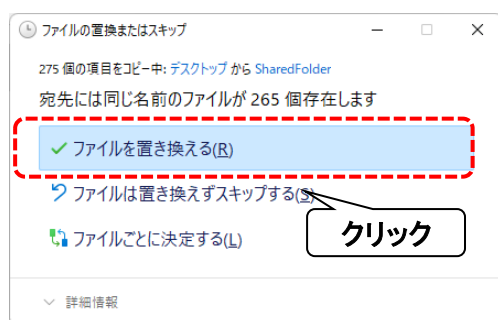 ファイルの置換またはスキップ
275 個の項目をコピー中: デスクトップ から SharedFolder
宛先には同じ名前のファイルが 265 個存在します
ファイルを置き換える(R)
ファイルは置き換えずスキップする(S)
ファイルごとに決定する(L)
クリック
詳細情報